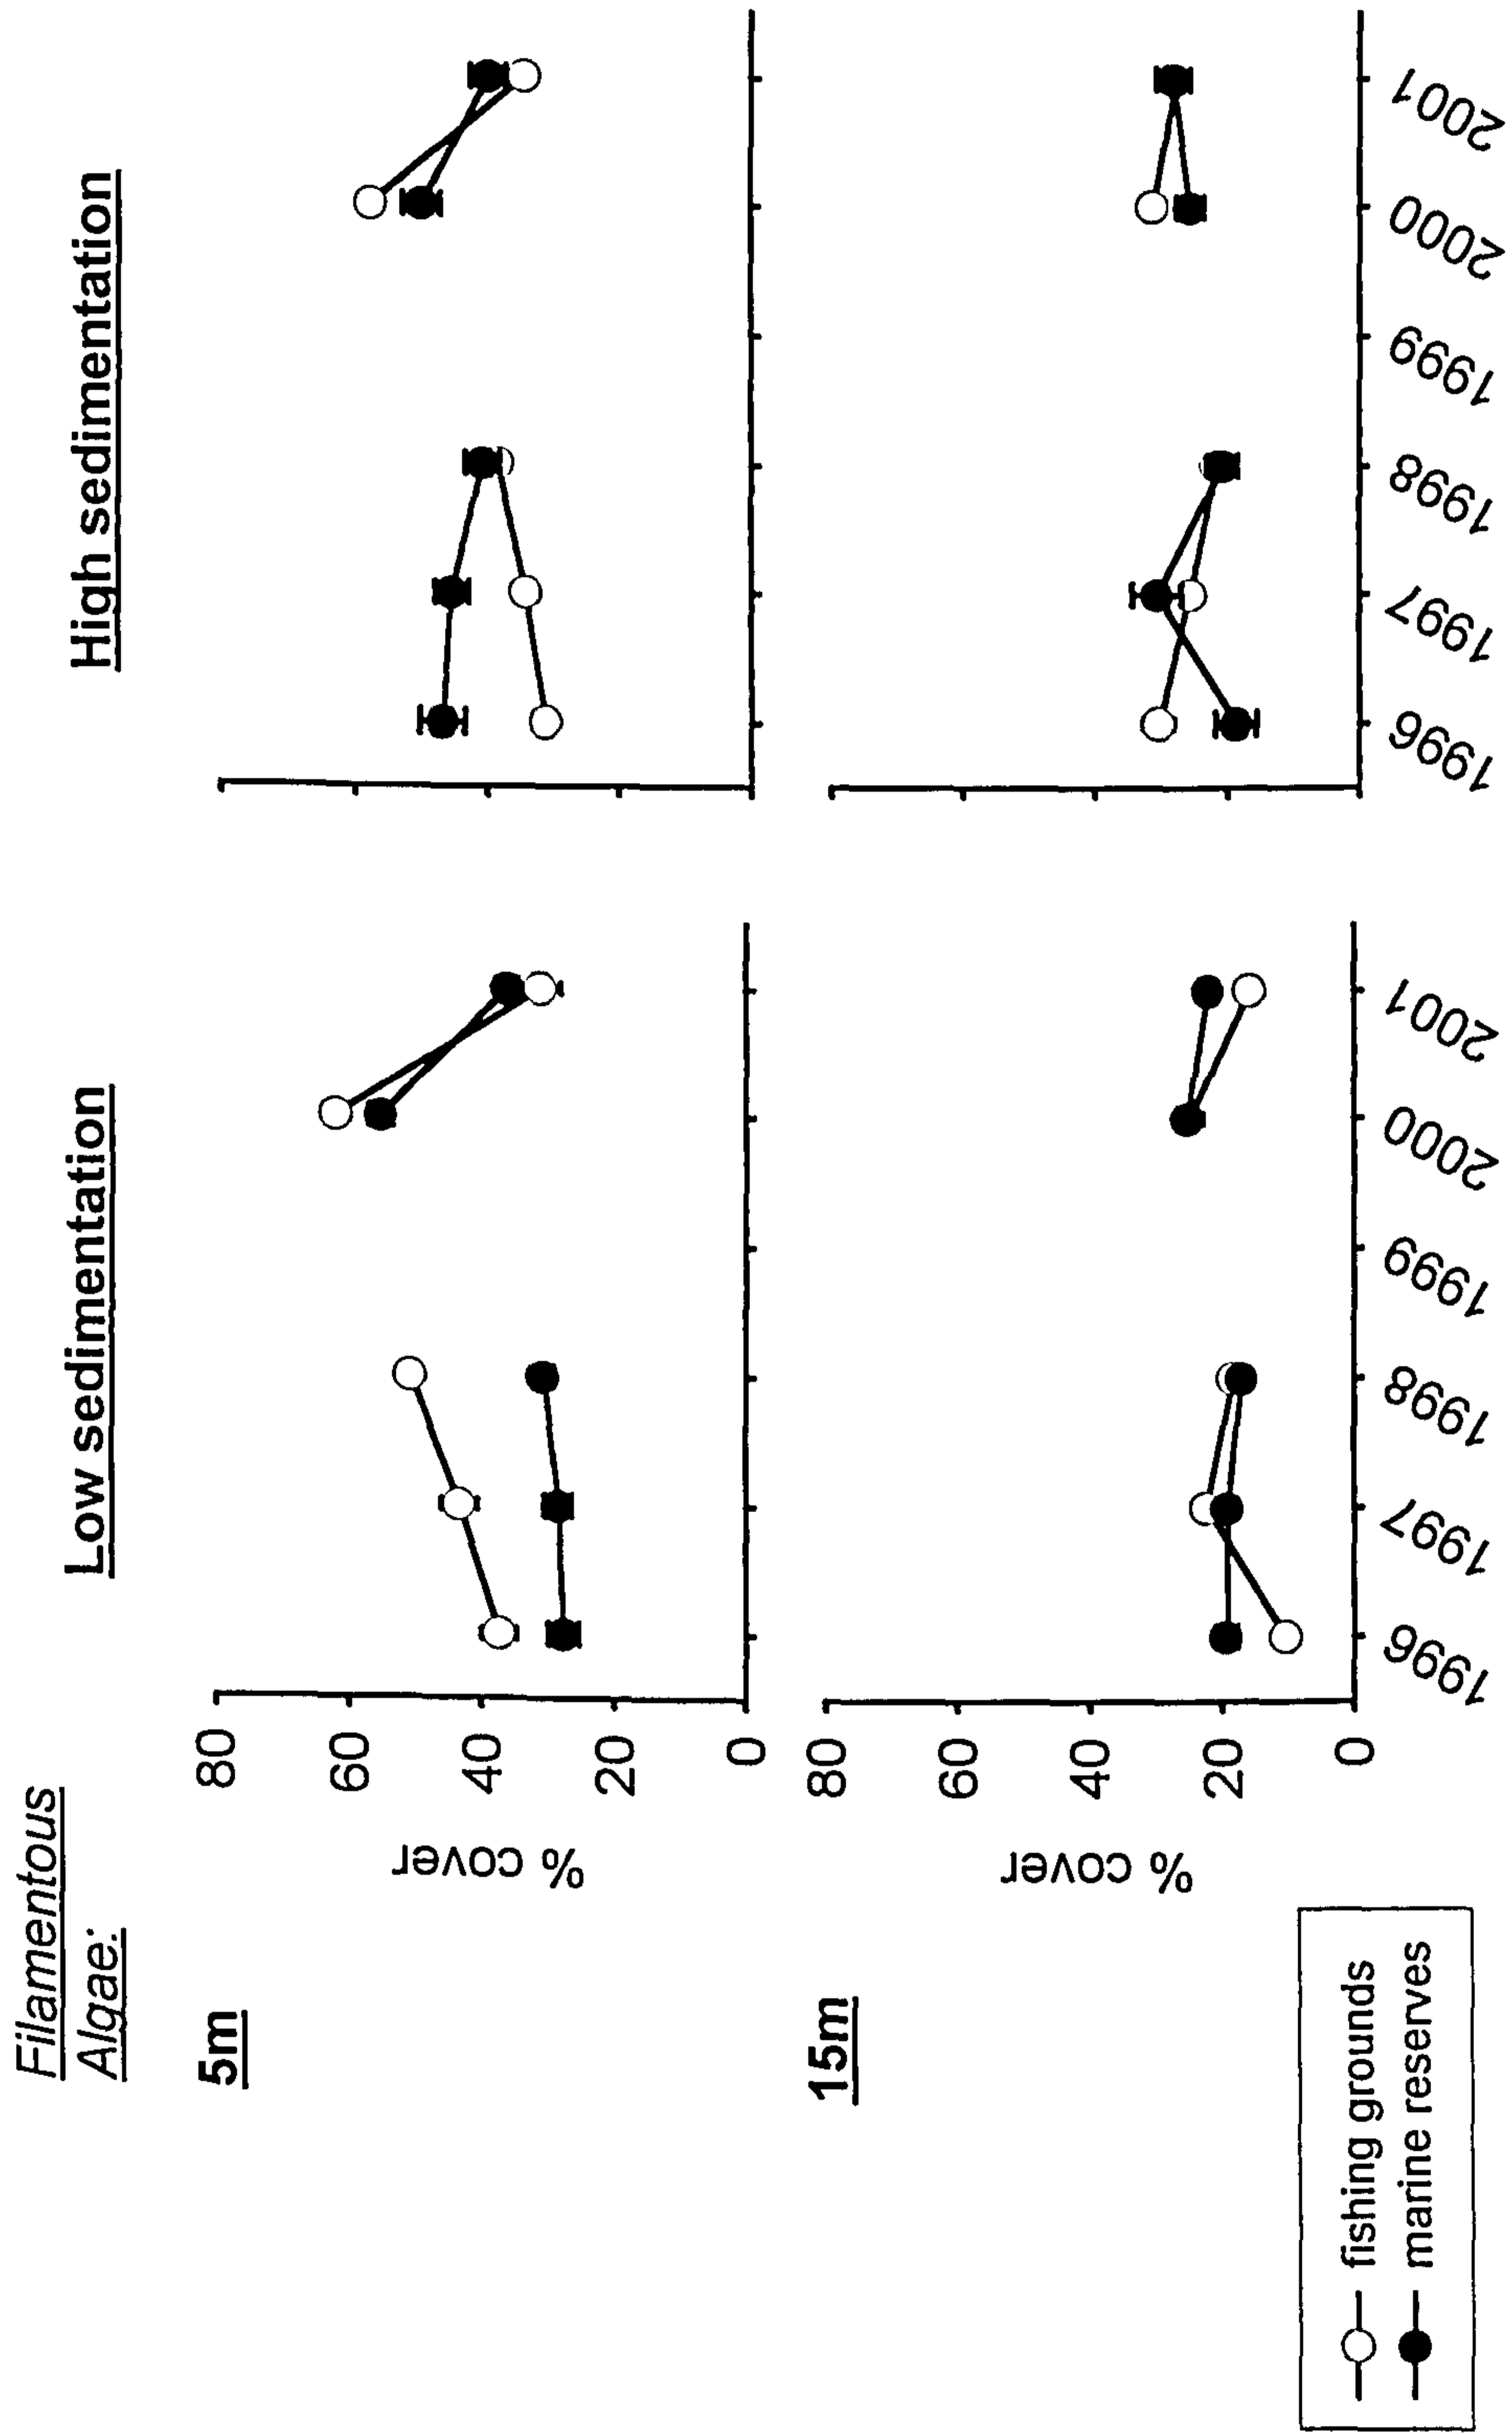 Filamentous
Algae:
Low sedimentation
High sedimentation
5m
% cover
80
60
40
20
0
15m
% cover
80
60
40
20
0
1996
1997
1998
1999
2000
2001
1996
1997
1998
1999
2000
2001
fishing grounds
marine reserves